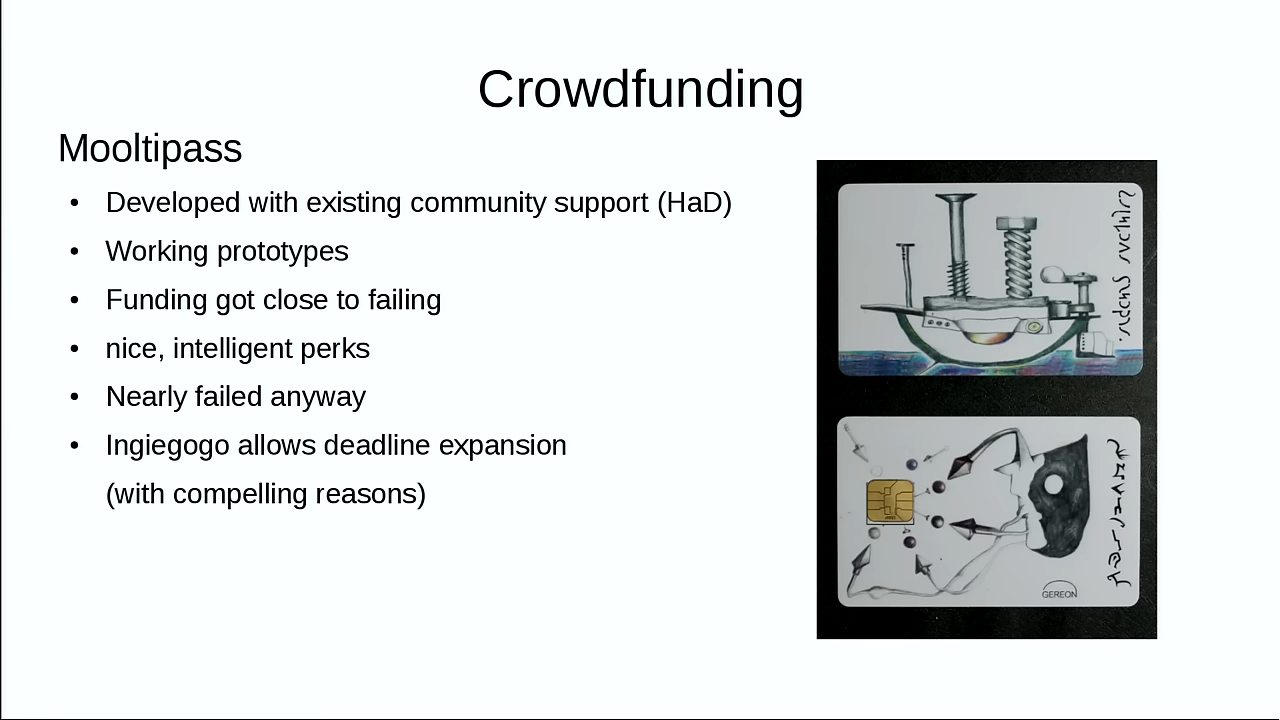 Crowdfunding
Mooltipass
• Developed with existing community support (HaD)
• Working prototypes
• Funding got close to failing
• nice, intelligent perks
• Nearly failed anyway
• Ingiegogo allows deadline expansion
(with compelling reasons)
GEREON